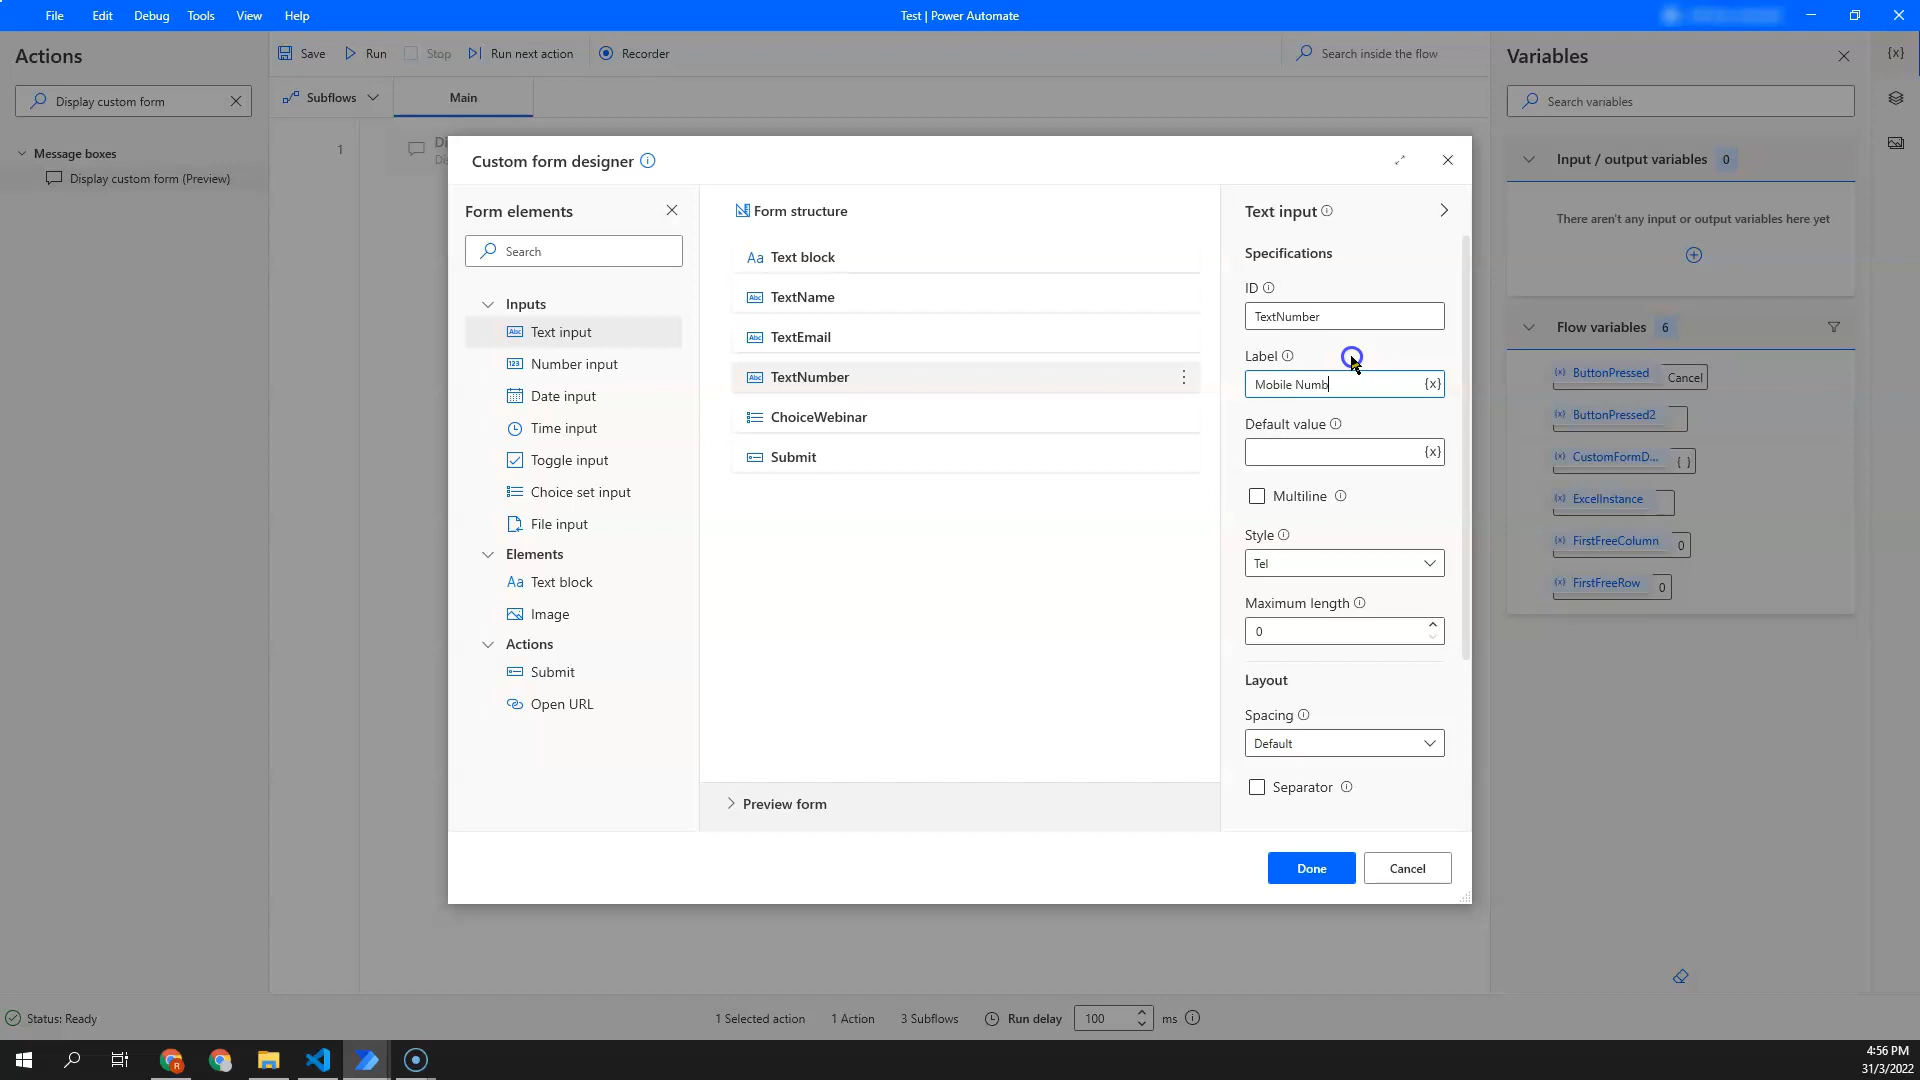 File Edit Debug Tools View Help
Test | Power Automate
Actions
Save Run Stop Run next action Recorder
Search inside the flow
Variables
{x}
Display custom form
Subflows Main
Search variables
Message boxes
Display custom form (Preview)
1
Custom form designer
Input / output variables 0
There aren't any input or output variables here yet
Form elements
Search
Inputs
Abc Text input
123 Number input
Date input
Time input
Toggle input
Choice set input
File input
Elements
Aa Text block
Image
Actions
Submit
Open URL
Form structure
Aa Text block
Abc TextName
Abc TextEmail
Abc TextNumber
ChoiceWebinar
Submit
Preview form
Text input
Specifications
ID
TextNumber
Label
Mobile Numb {x}
Default value
{x}
Multiline
Style
Tel
Maximum length
0
Layout
Spacing
Default
Separator
Done Cancel
Flow variables 6
{x} ButtonPressed Cancel
{x} ButtonPressed2
{x} CustomFormD... { }
{x} ExcelInstance
{x} FirstFreeColumn 0
{x} FirstFreeRow 0
Status: Ready
1 Selected action 1 Action 3 Subflows Run delay 100 ms
4:56 PM
31/3/2022